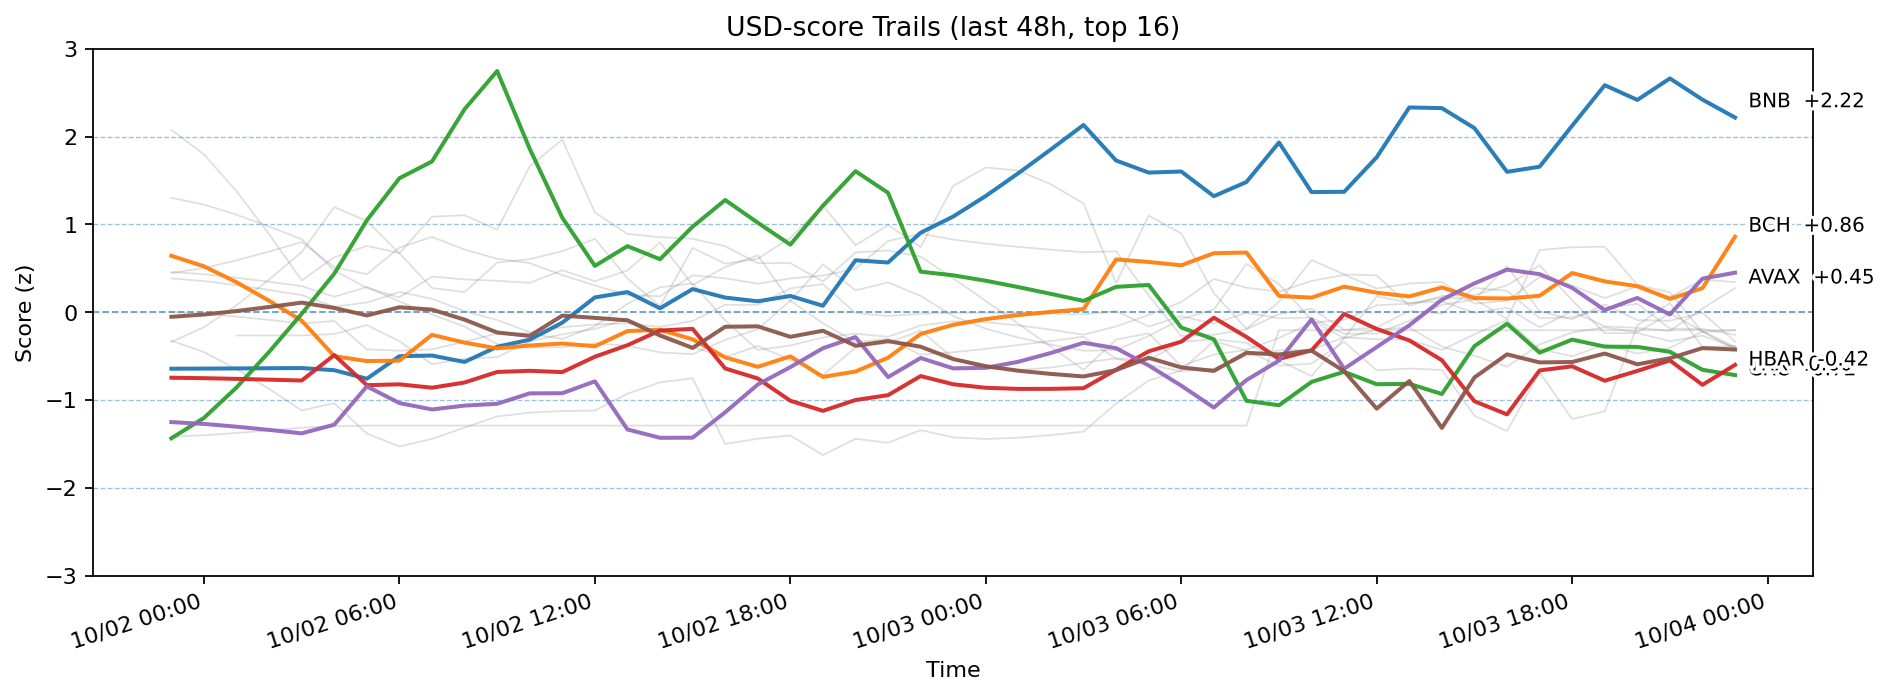 USD-score Trails (last 48h, top 16)
Score (z)
3
2
1
0
−1
−2
−3
BNB +2.22
BCH +0.86
AVAX +0.45
HBAR -0.42
10/02 00:00
10/02 06:00
10/02 12:00
10/02 18:00
10/03 00:00
10/03 06:00
10/03 12:00
10/03 18:00
10/04 00:00
Time